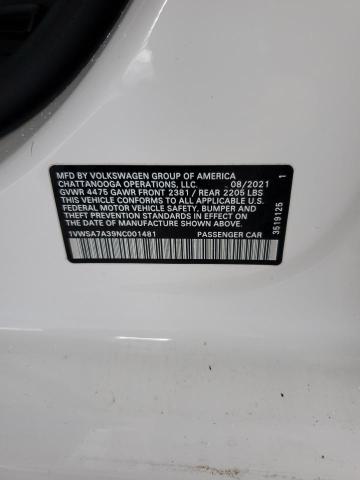 MFD BY VOLKSWAGEN GROUP OF AMERICA
CHATTANOOGA OPERATIONS, LLC. 08/2021
GVWR 4475 GAWR FRONT 2381 / REAR 2205 LBS
THIS VEHICLE CONFORMS TO ALL APPLICABLE U.S.
FEDERAL MOTOR VEHICLE SAFETY, BUMPER, AND
THEFT PREVENTION STANDARDS IN EFFECT ON THE
DATE OF MANUFACTURE SHOWN ABOVE.
1VWSA7A39NC001481 PASSENGER CAR
3519125 1